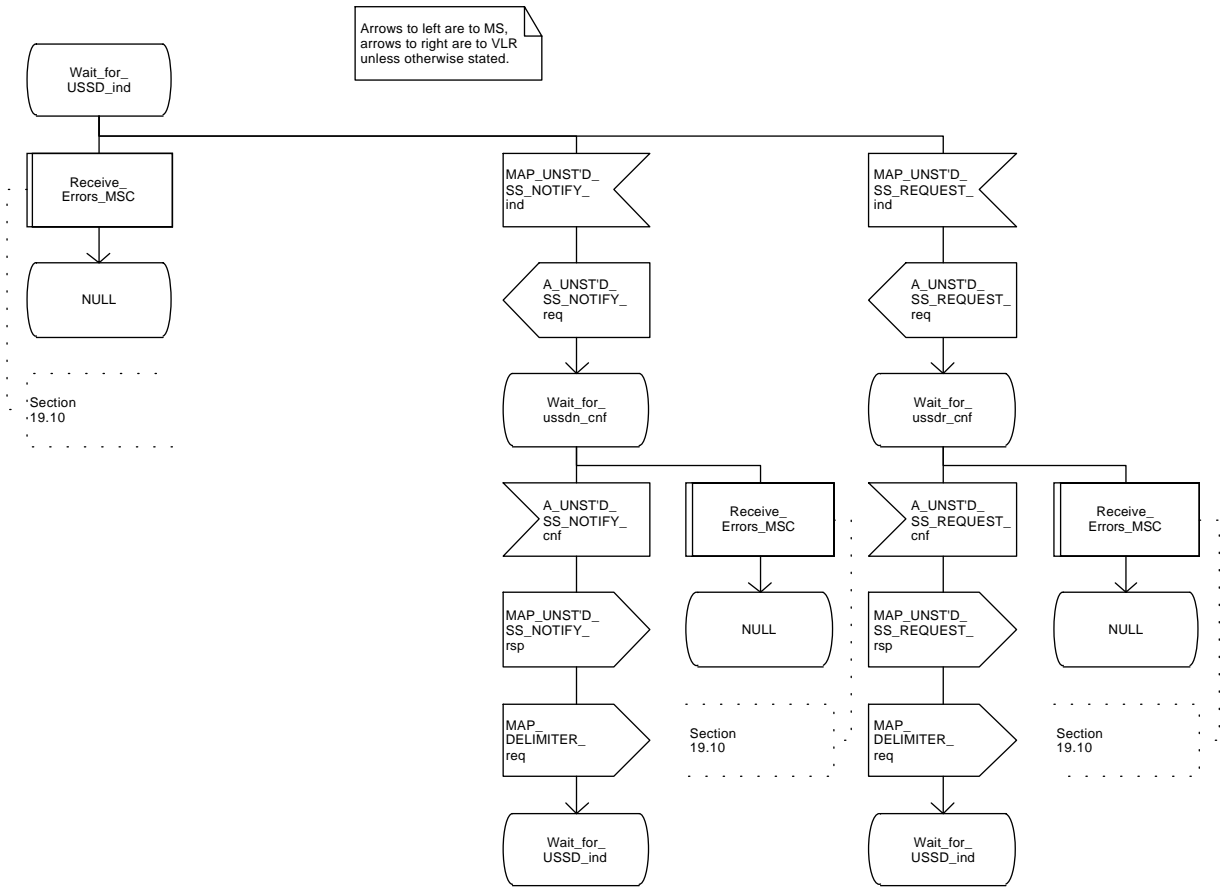 Arrows to left are to MS,
arrows to right are to VLR
unless otherwise stated.
Wait_for_
USSD_ind
Receive_
Errors_MSC
NULL
Section
19.10
MAP_UNST'D_
SS_NOTIFY_
ind
A_UNST'D_
SS_NOTIFY_
req
Wait_for_
ussdn_cnf
A_UNST'D_
SS_NOTIFY_
cnf
MAP_UNST'D_
SS_NOTIFY_
rsp
MAP_
DELIMITER_
req
Wait_for_
USSD_ind
Receive_
Errors_MSC
NULL
Section
19.10
MAP_UNST'D_
SS_REQUEST_
ind
A_UNST'D_
SS_REQUEST_
req
Wait_for_
ussdr_cnf
A_UNST'D_
SS_REQUEST_
cnf
MAP_UNST'D_
SS_REQUEST_
rsp
MAP_
DELIMITER_
req
Wait_for_
USSD_ind
Receive_
Errors_MSC
NULL
Section
19.10